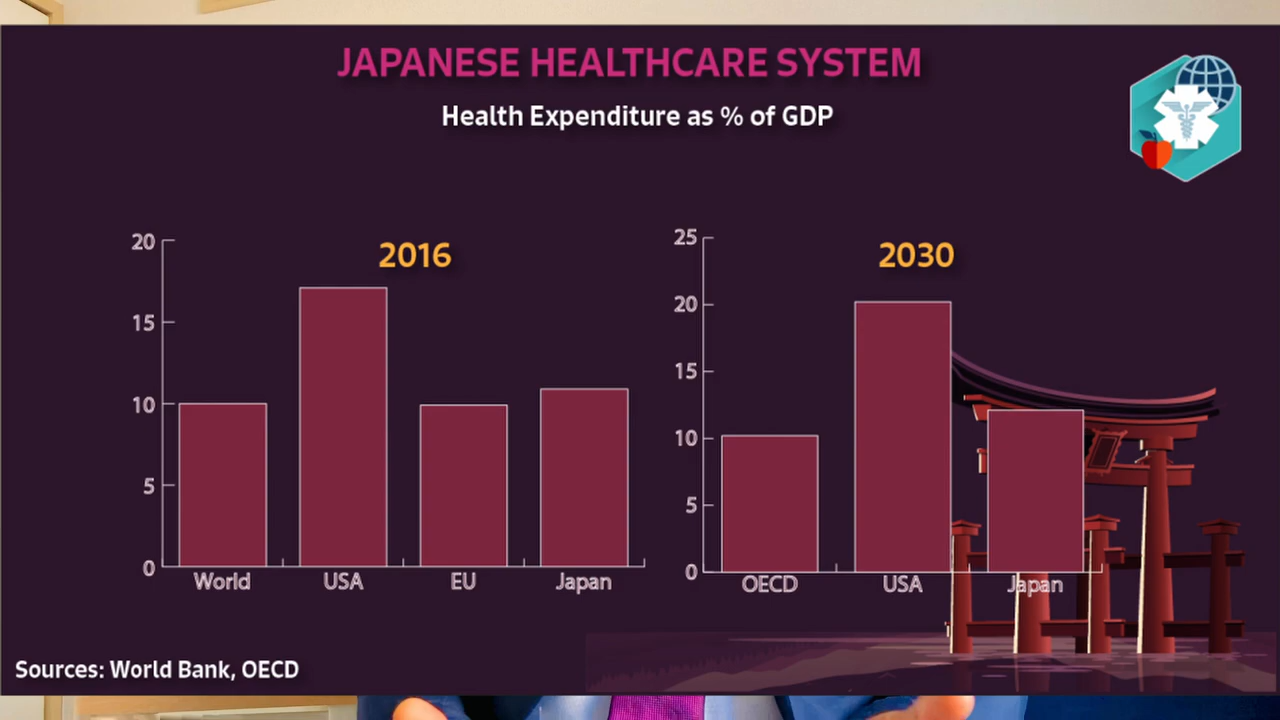 JAPANESE HEALTHCARE SYSTEM
Health Expenditure as % of GDP
2016
20
15
10
5
0
World USA EU Japan
2030
25
20
15
10
5
0
OECD USA Japan
Sources: World Bank, OECD